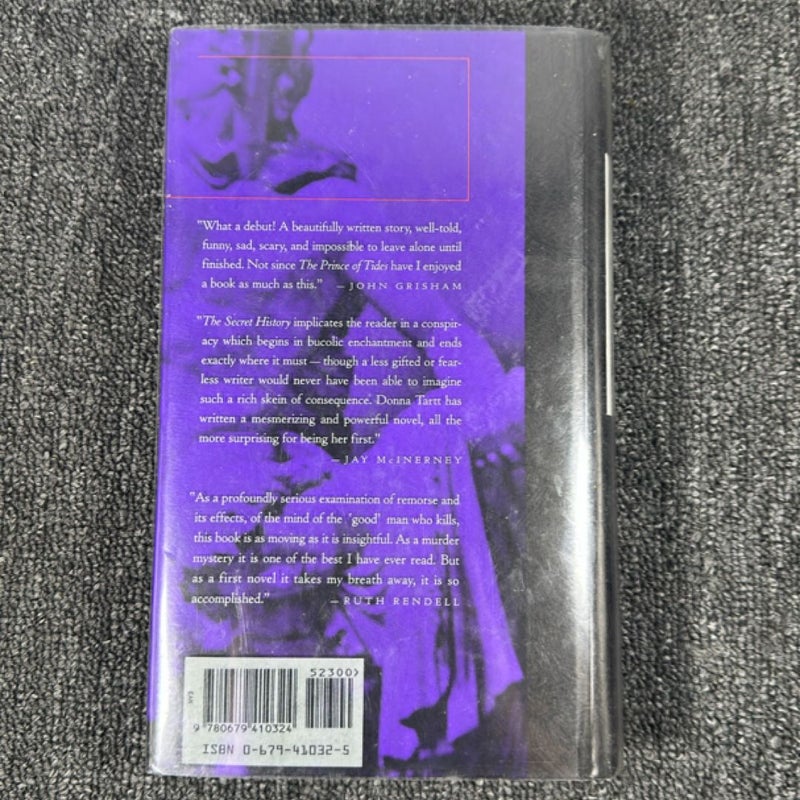 "What a debut! A beautifully written story, well-told,
funny, sad, scary, and impossible to leave alone until
finished. Not since The Prince of Tides have I enjoyed
a book as much as this." — JOHN GRISHAM
"The Secret History implicates the reader in a conspir-
acy which begins in bucolic enchantment and ends
exactly where it must — though a less gifted or fear-
less writer would never have been able to imagine
such a rich skein of consequence. Donna Tartt has
written a mesmerizing and powerful novel, all the
more surprising for being her first."
— JAY McINERNEY
"As a profoundly serious examination of remorse and
its effects, of the mind of the 'good' man who kills,
this book is as moving as it is insightful. As a murder
mystery it is one of the best I have ever read. But
as a first novel it takes my breath away, it is so
accomplished." — RUTH RENDELL
52300>
EAN
9 780679 410324
ISBN 0-679-41032-5